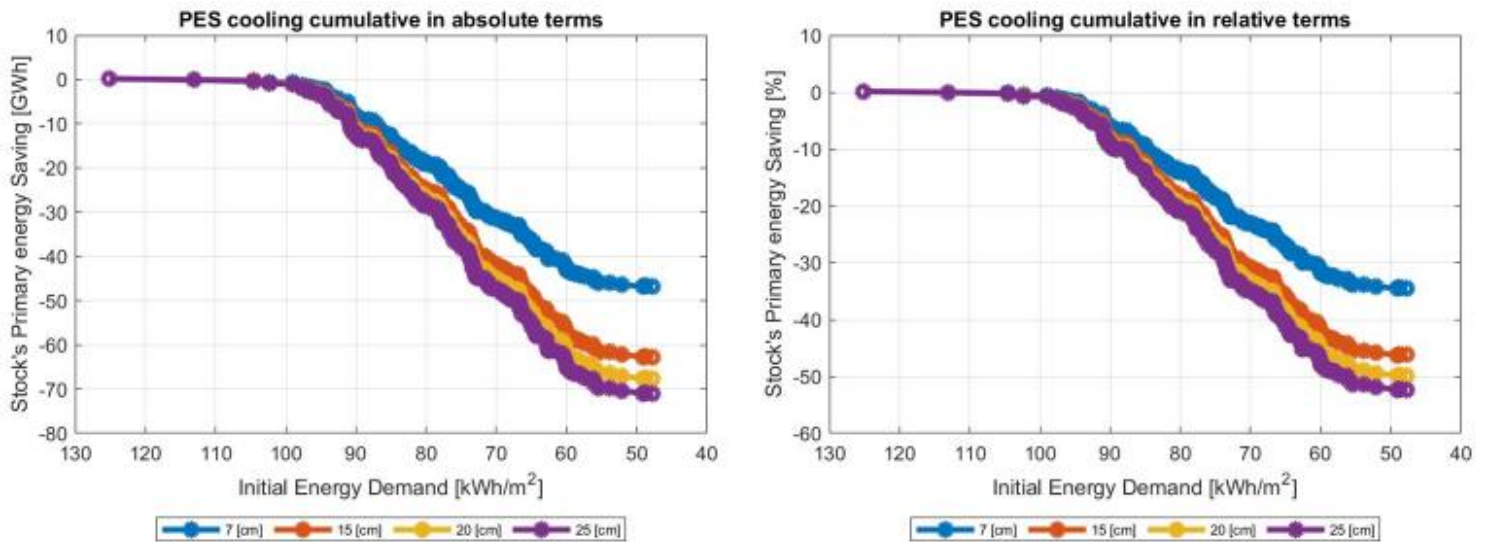 PES cooling cumulative in absolute terms
10
0
-10
-20
-30
-40
-50
-60
-70
-80
Stock's Primary energy Saving [GWh]
130 120 110 100 90 80 70 60 50 40
Initial Energy Demand [kWh/m²]
7 [cm] 15 [cm] 20 [cm] 25 [cm]
PES cooling cumulative in relative terms
10
0
-10
-20
-30
-40
-50
-60
Stock's Primary energy Saving [%]
130 120 110 100 90 80 70 60 50 40
Initial Energy Demand [kWh/m²]
7 [cm] 15 [cm] 20 [cm] 25 [cm]